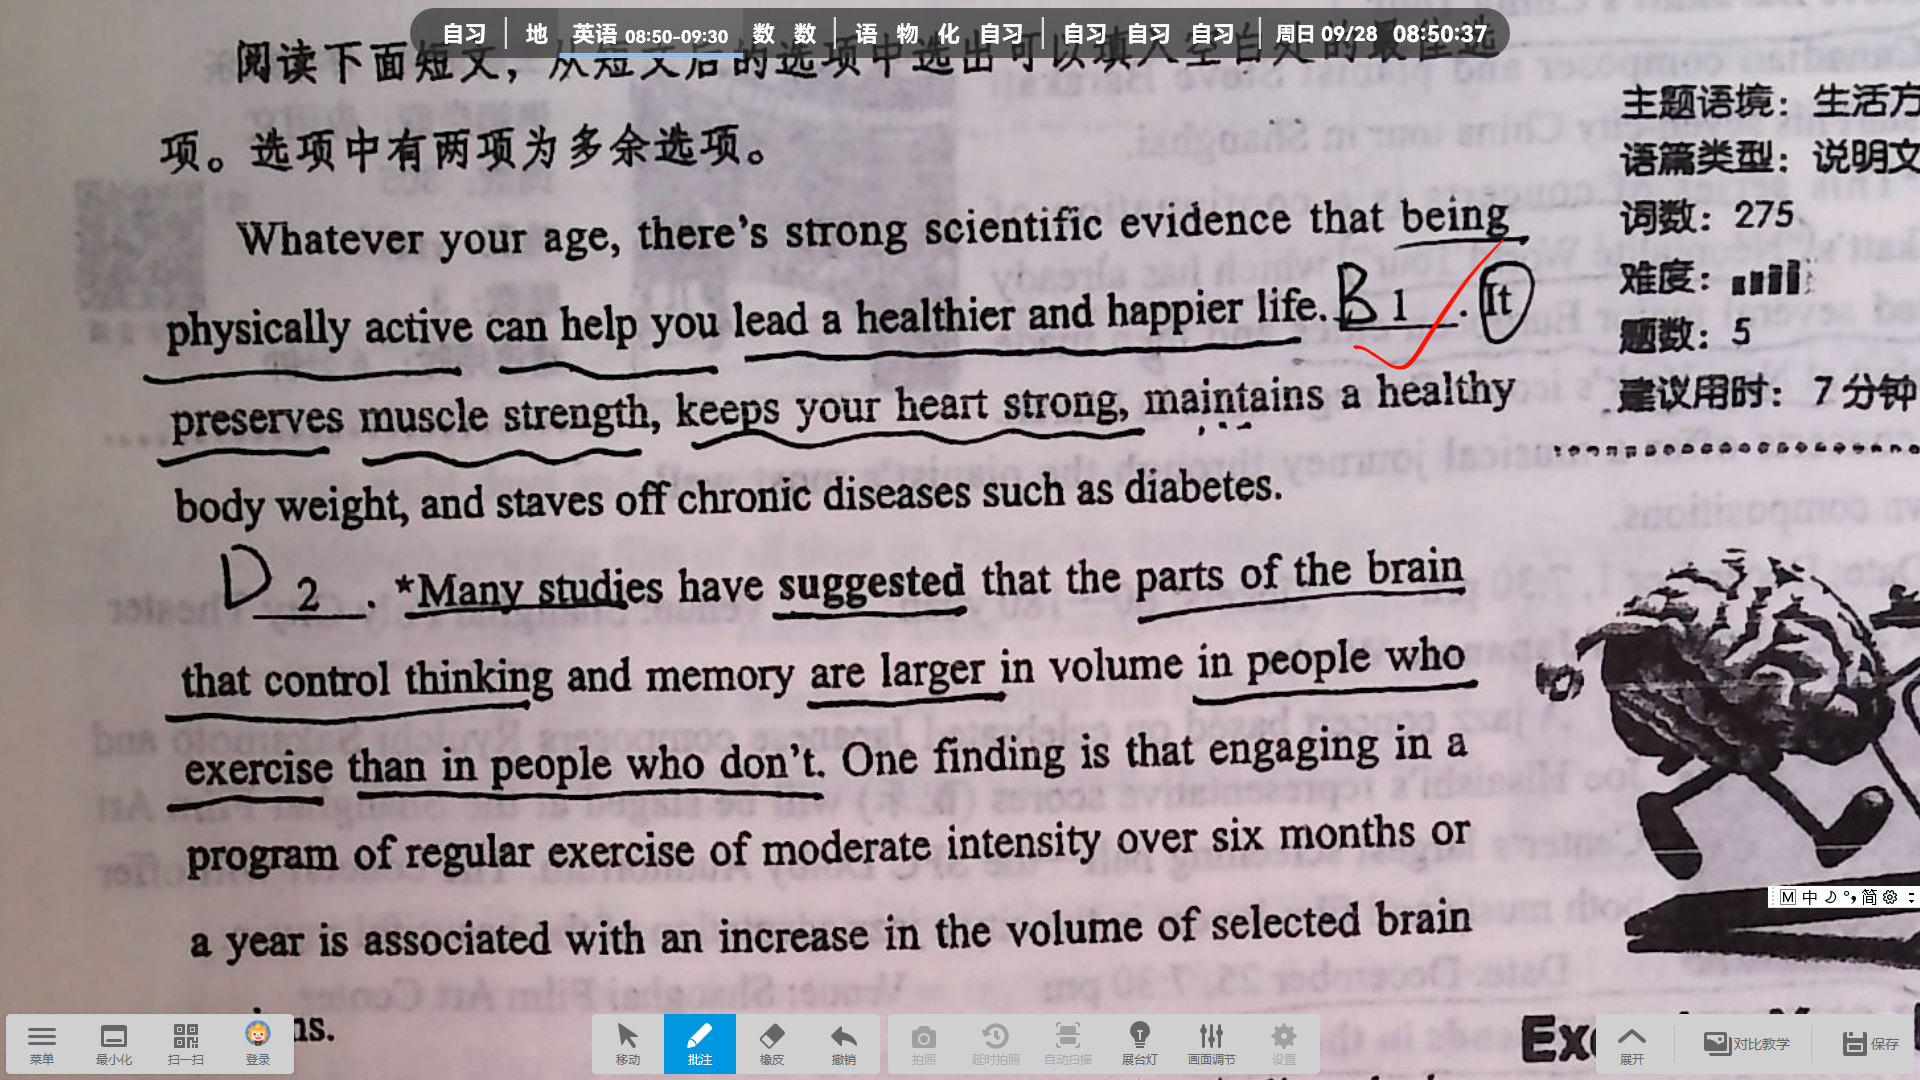 自习 | 地 英语 08:50-09:30 数 数 | 语 物 化 自习 | 自习 自习 自习 | 周日 09/28 08:50:37
阅读下面短文，从短文后的选项中选出可以填入空白处的最佳选
项。选项中有两项为多余选项。
Whatever your age, there's strong scientific evidence that being
physically active can help you lead a healthier and happier life. B 1 . It
preserves muscle strength, keeps your heart strong, maintains a healthy
body weight, and staves off chronic diseases such as diabetes.
D 2 . *Many studies have suggested that the parts of the brain
that control thinking and memory are larger in volume in people who
exercise than in people who don't. One finding is that engaging in a
program of regular exercise of moderate intensity over six months or
a year is associated with an increase in the volume of selected brain
ns.
主题语境：生活方
语篇类型：说明文
词数：275
难度：
题数：5
建议用时：7分钟
M 中 简
菜单 最小化 扫一扫 登录
移动 批注 橡皮 撤销 拍照 延时拍照 自动扫描 展台灯 画面调节 设置
展开 对比教学 保存